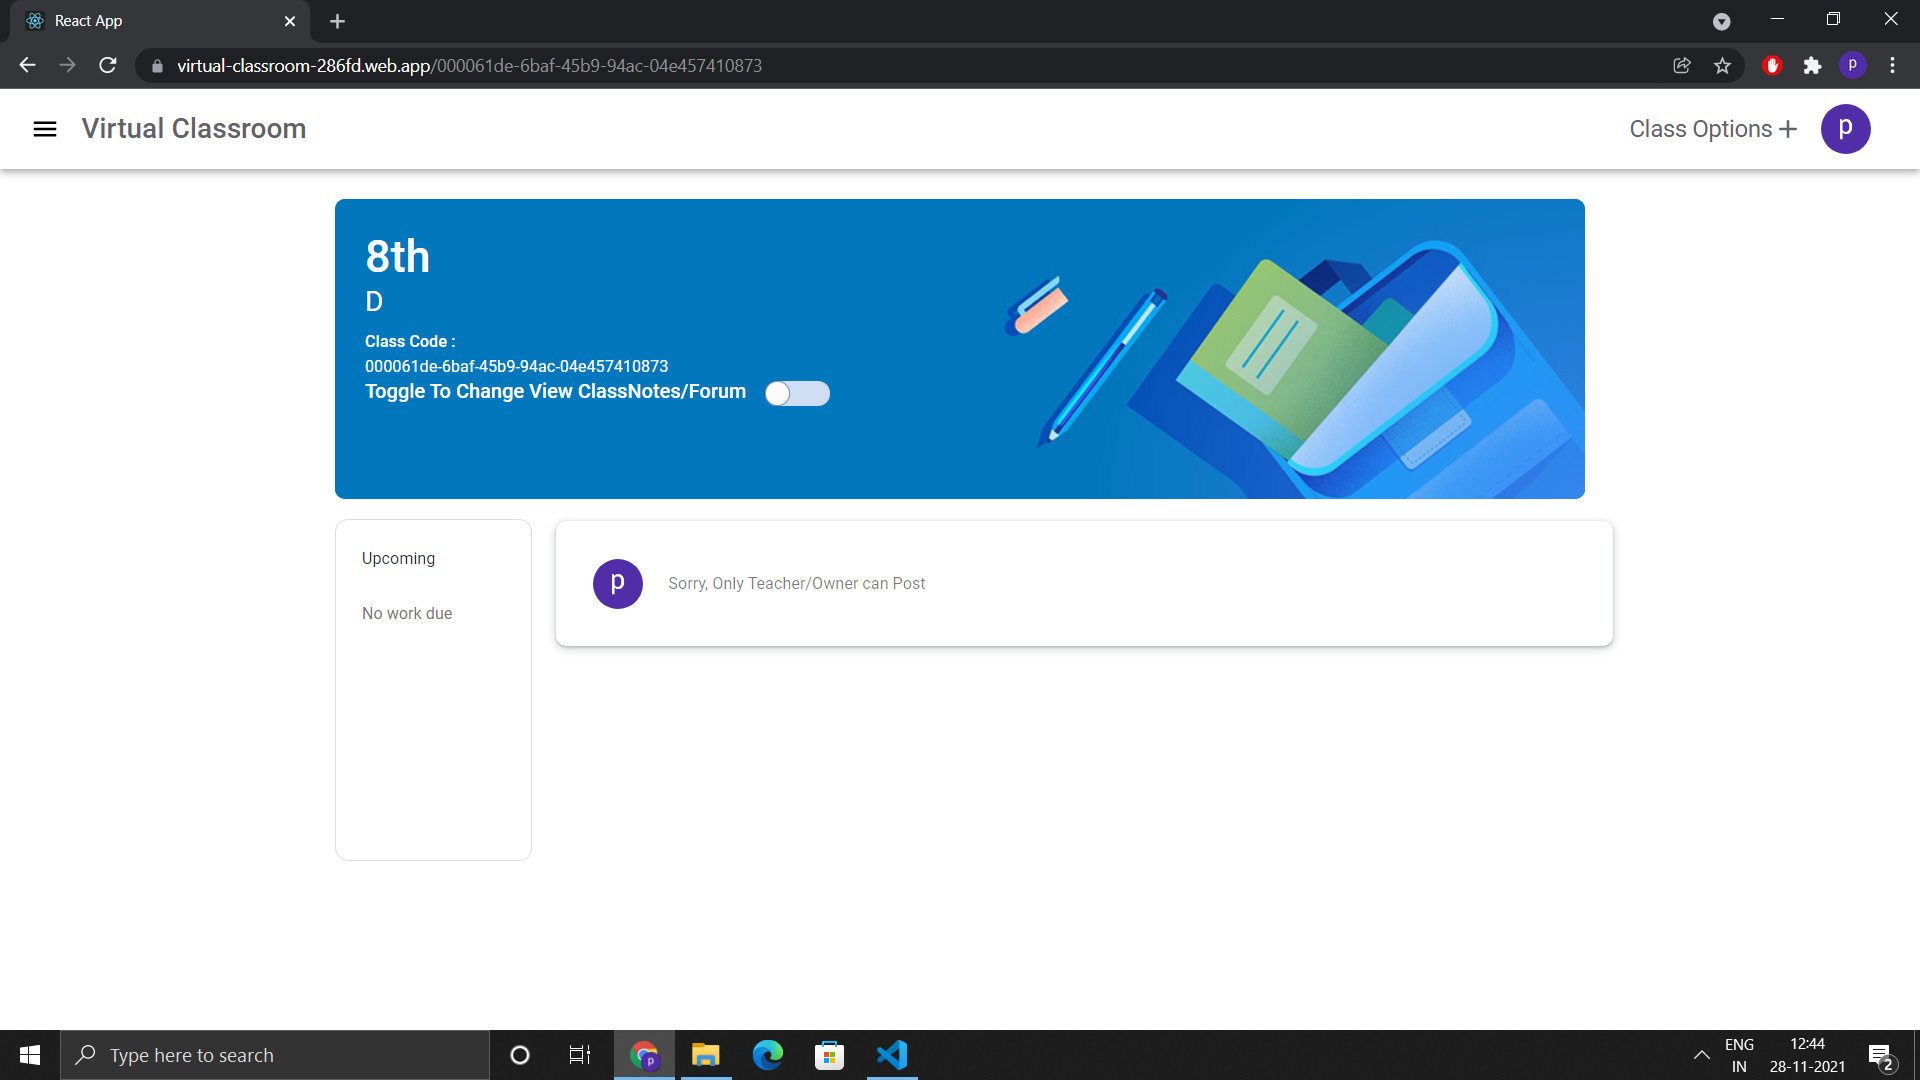 React App
virtual-classroom-286fd.web.app/000061de-6baf-45b9-94ac-04e457410873
p
Virtual Classroom
Class Options +
p
8th
D
Class Code :
000061de-6baf-45b9-94ac-04e457410873
Toggle To Change View ClassNotes/Forum
Upcoming
No work due
p
Sorry, Only Teacher/Owner can Post
Type here to search
p
ENG
IN
12:44
28-11-2021
2